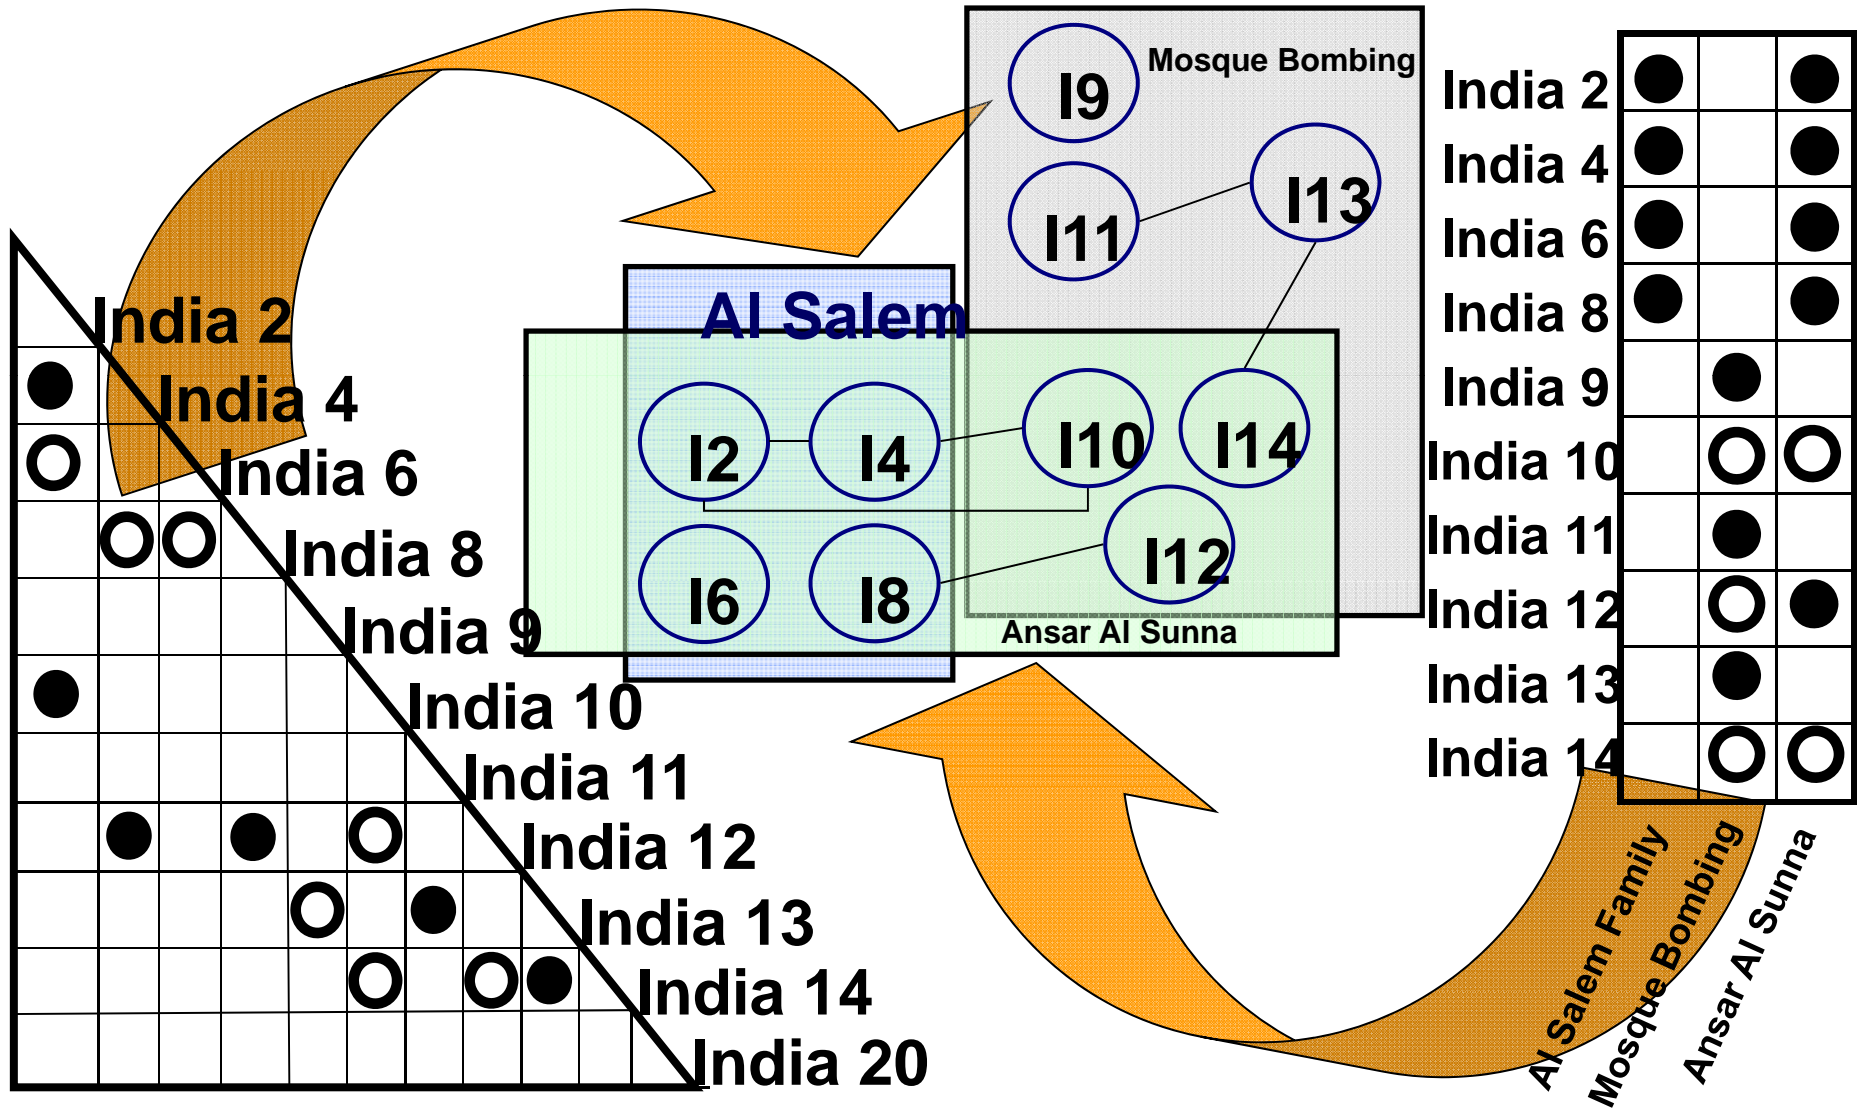 India 2
India 4
India 6
India 8
India 9
India 10
India 11
India 12
India 13
India 14
India 20
Mosque Bombing
I9
I13
I11
Al Salem
I2
I4
I10
I14
I6
I8
I12
Ansar Al Sunna
India 2
India 4
India 6
India 8
India 9
India 10
India 11
India 12
India 13
India 14
Al Salem Family
Mosque Bombing
Ansar Al Sunna